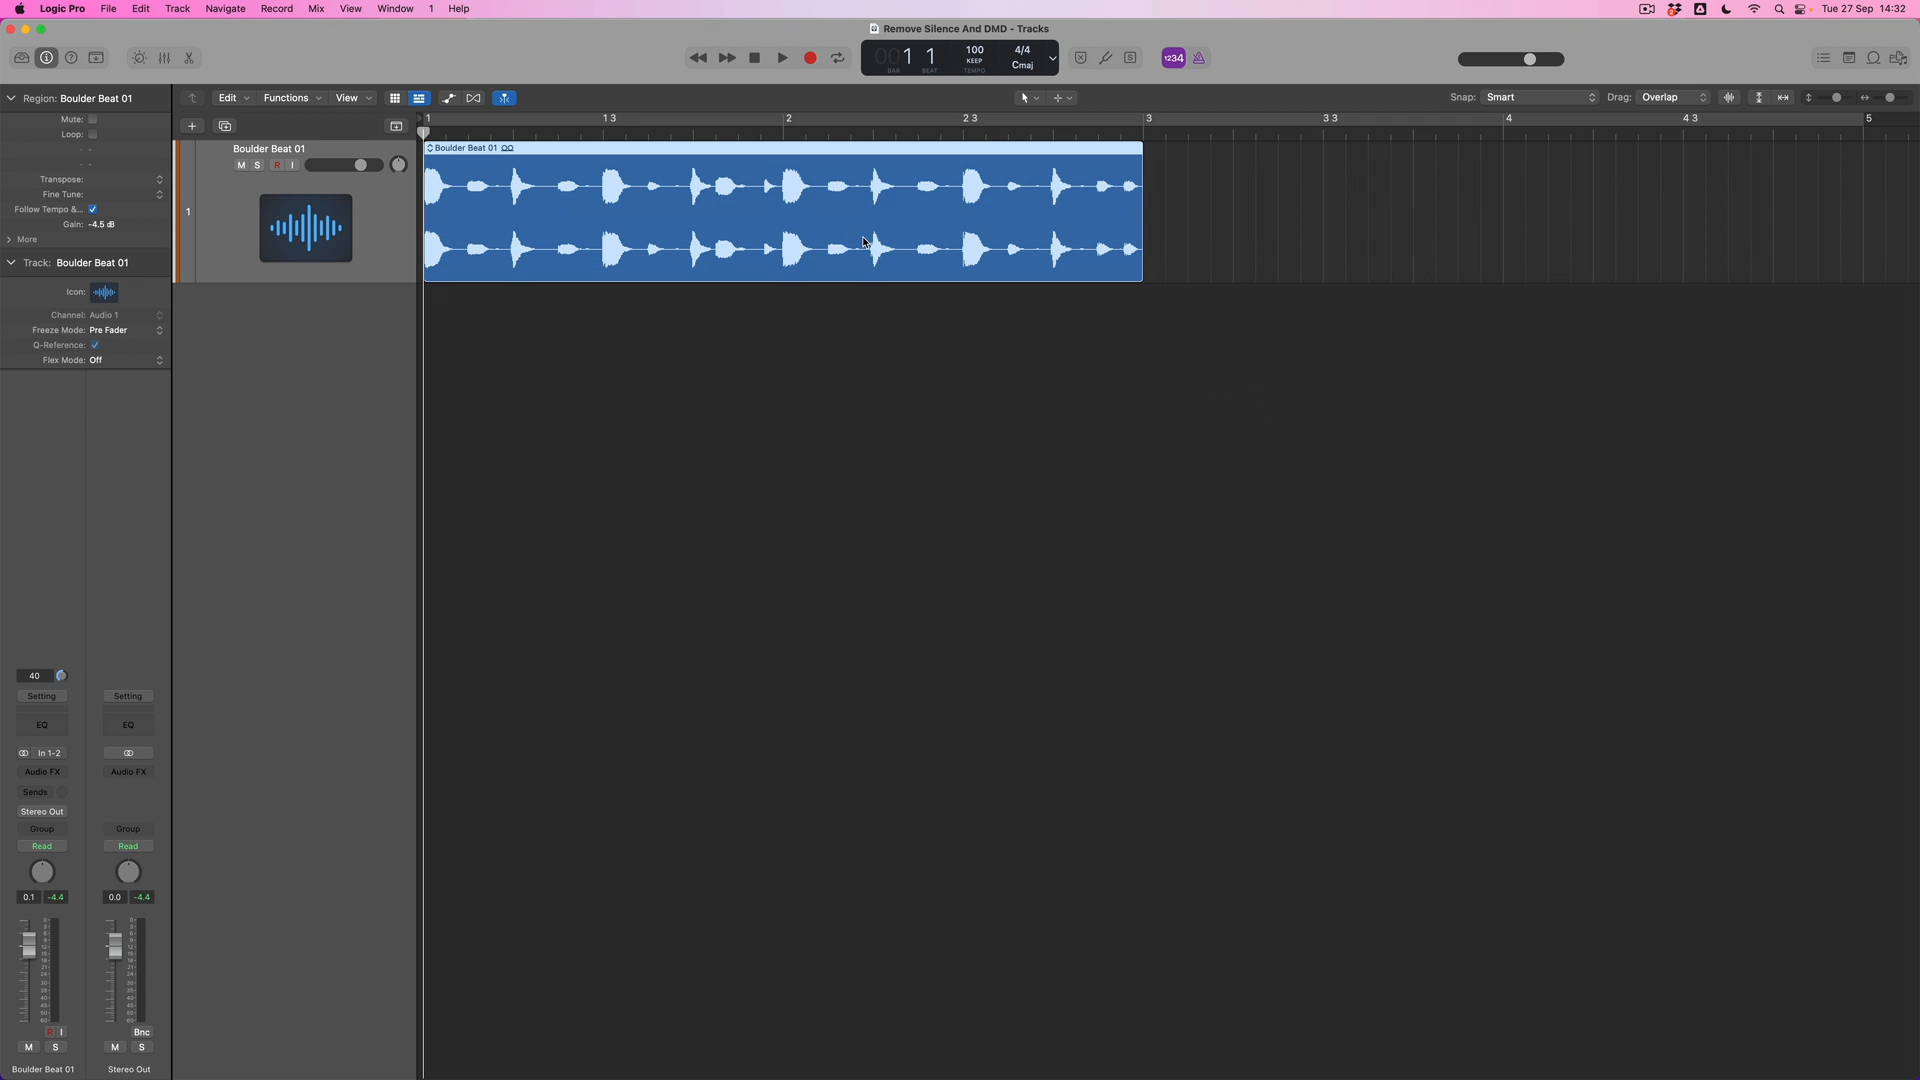 Logic Pro File Edit Track Navigate Record Mix View Window 1 Help Tue 27 Sep 14:32
Remove Silence And DMD - Tracks
001 1 100 4/4
KEEP Cmaj
BAR BEAT TEMPO
1234
S
Region: Boulder Beat 01
Edit Functions View
Snap: Smart Drag: Overlap
Mute:
Loop:
- -
- -
Transpose:
Fine Tune:
Follow Tempo &...
Gain: -4.5 dB
More
Track: Boulder Beat 01
Icon:
Channel: Audio 1
Freeze Mode: Pre Fader
Q-Reference:
Flex Mode: Off
1 1 3 2 2 3 3 3 3 4 4 3 5
Boulder Beat 01
M S R I
1
Boulder Beat 01
40
Setting Setting
EQ EQ
In 1-2
Audio FX Audio FX
Sends
Stereo Out
Group Group
Read Read
0.1 -4.4 0.0 -4.4
R I Bnc
M S M S
Boulder Beat 01 Stereo Out